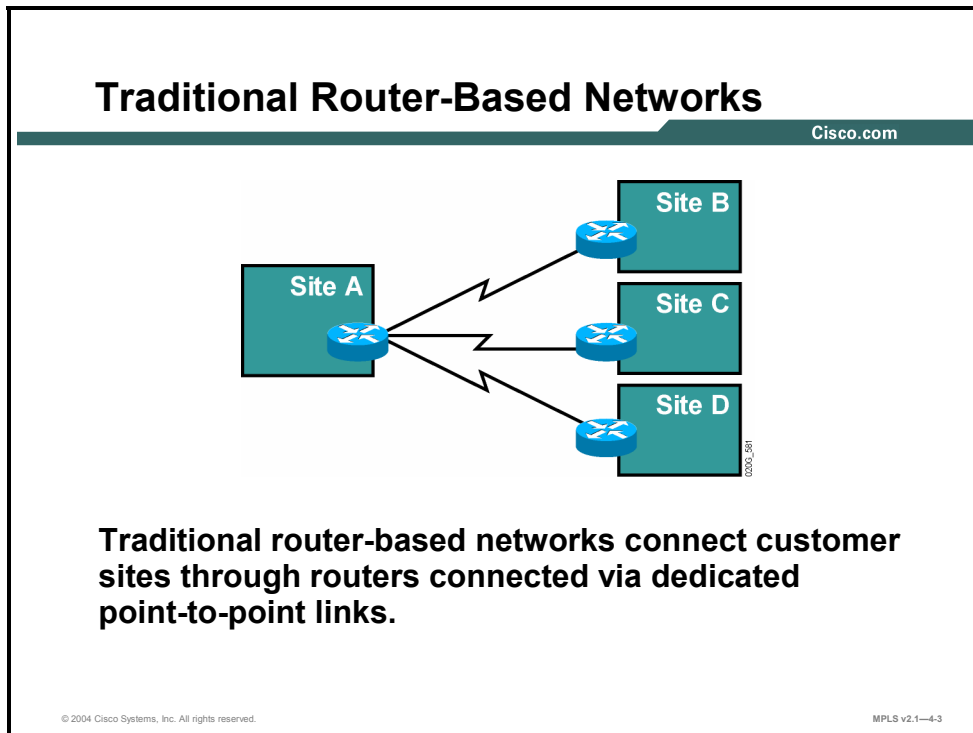 Traditional Router-Based Networks
Cisco.com
Site B
Site A
Site C
Site D
020G_581
Traditional router-based networks connect customer
sites through routers connected via dedicated
point-to-point links.
© 2004 Cisco Systems, Inc. All rights reserved.
MPLS v2.1—4-3